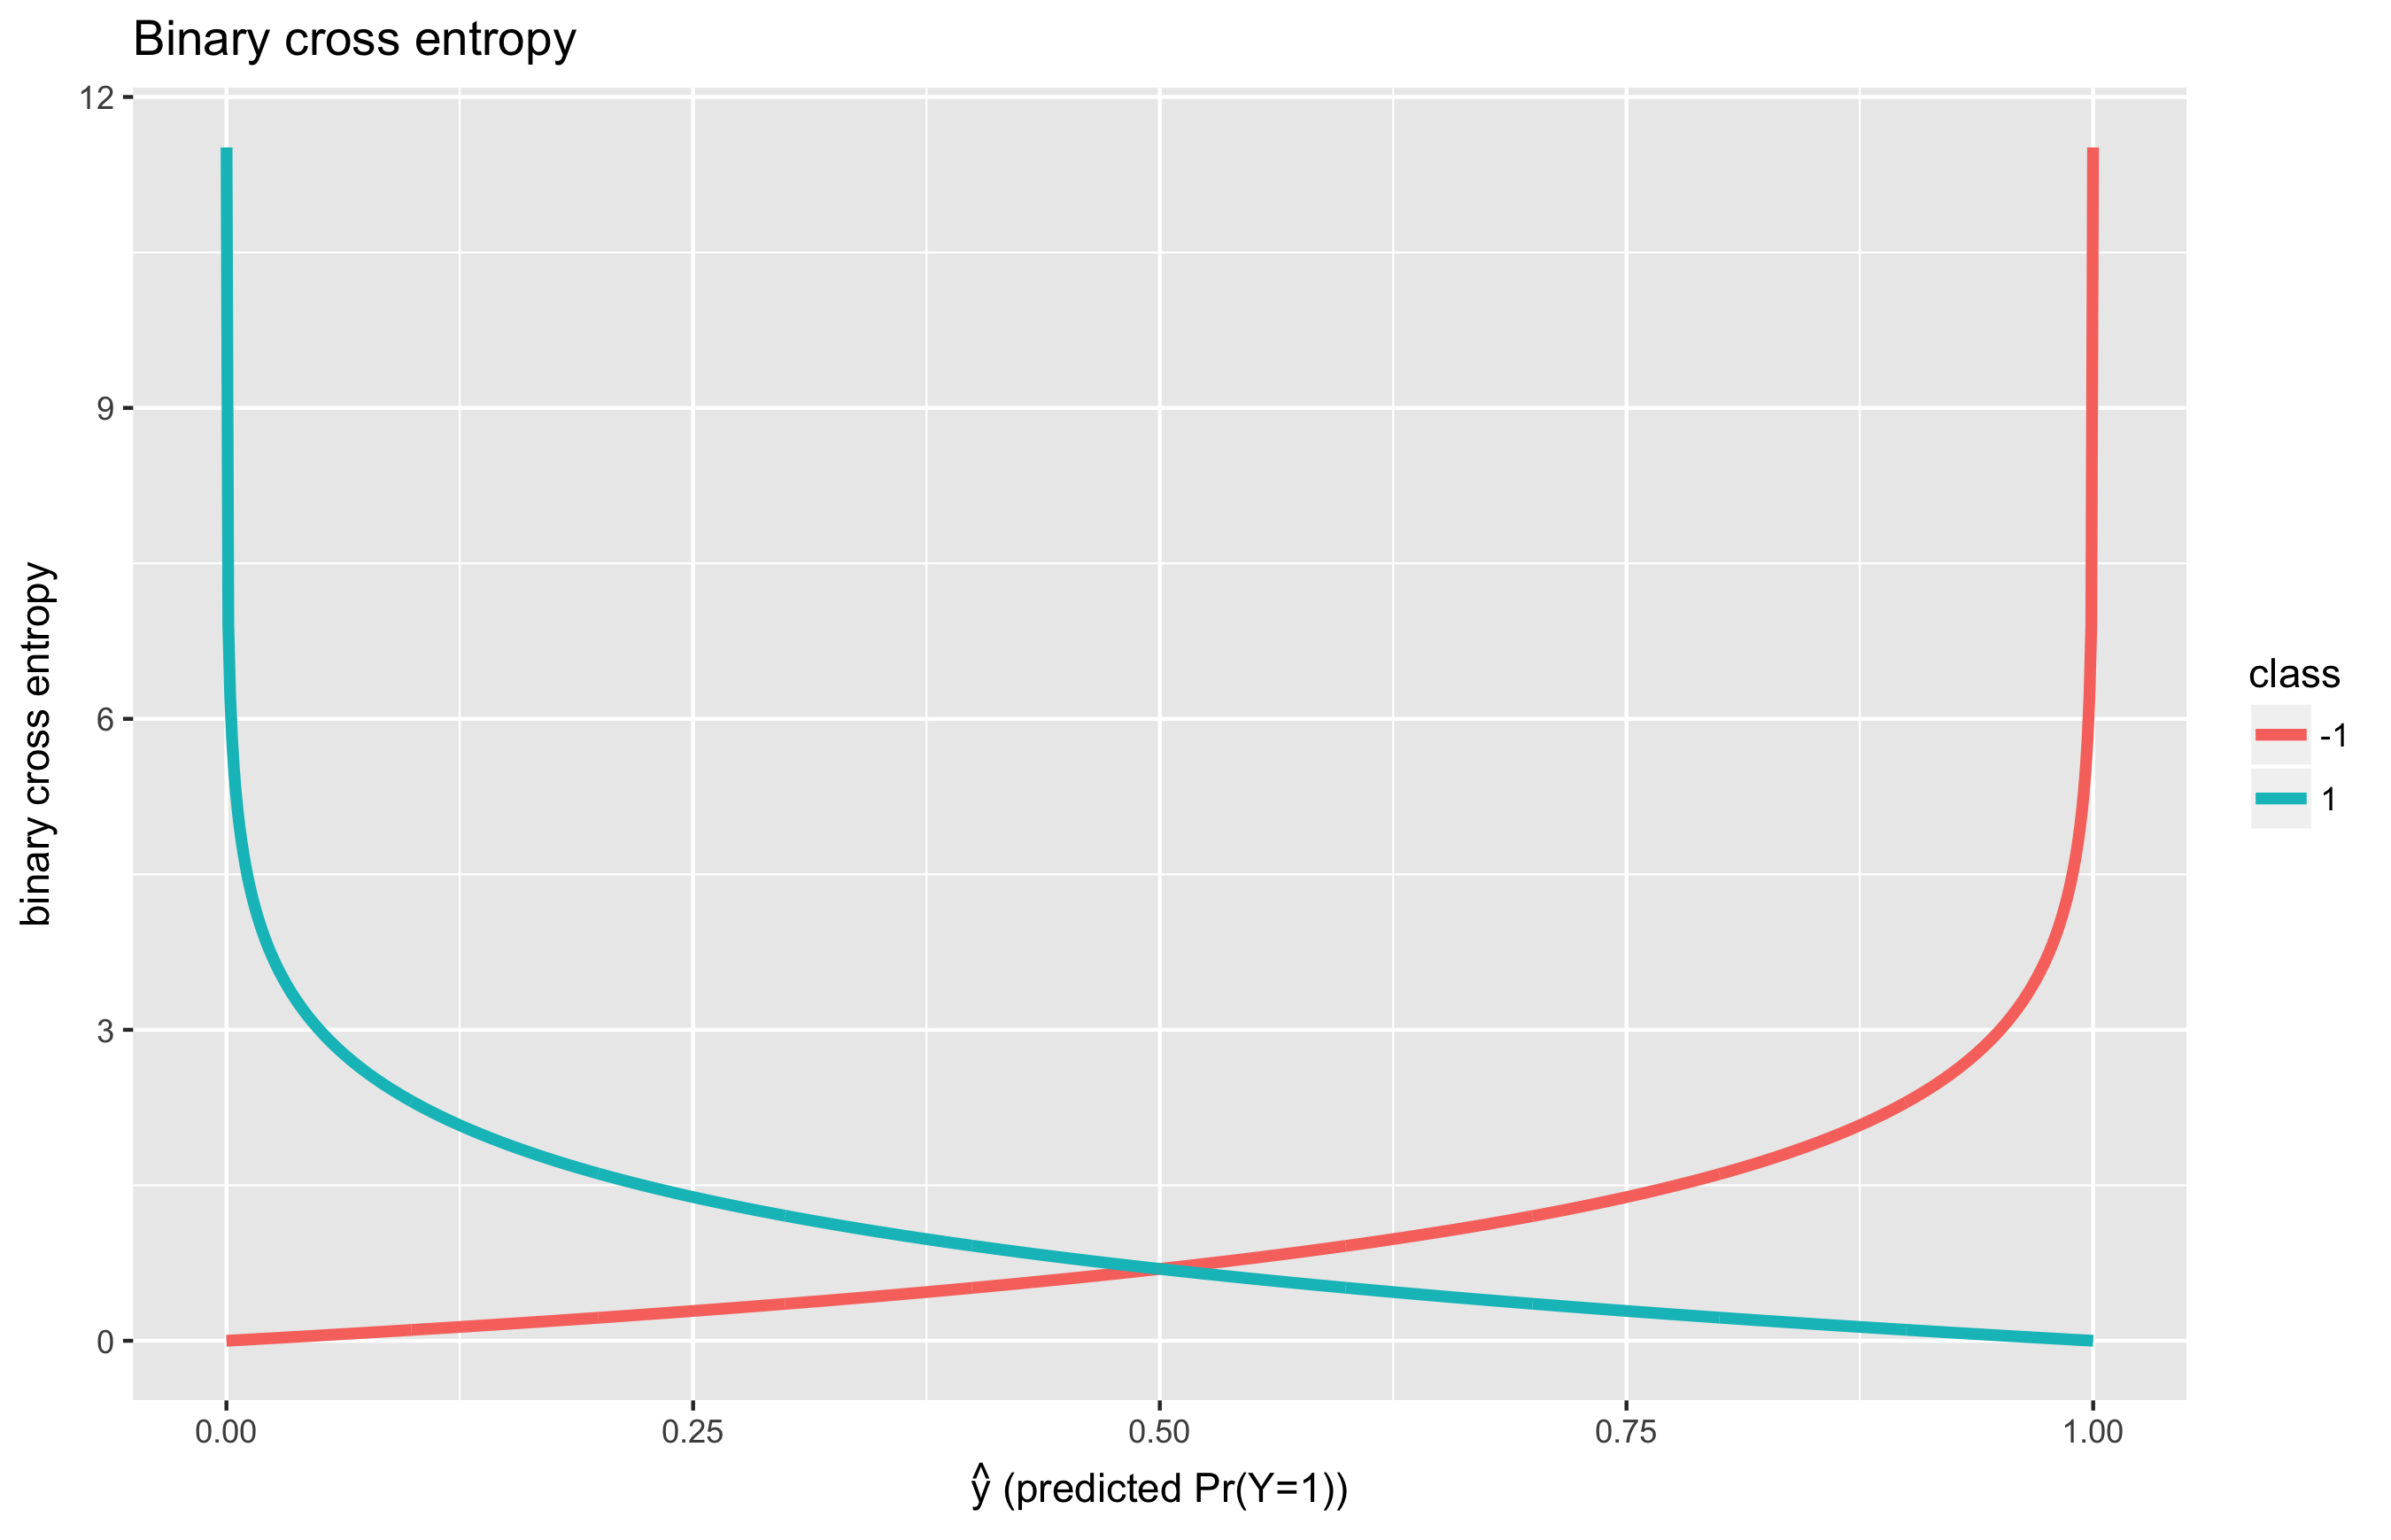 Binary cross entropy
12
9
6
3
0
binary cross entropy
0.00 0.25 0.50 0.75 1.00
ŷ (predicted Pr(Y=1))
class
-1
1